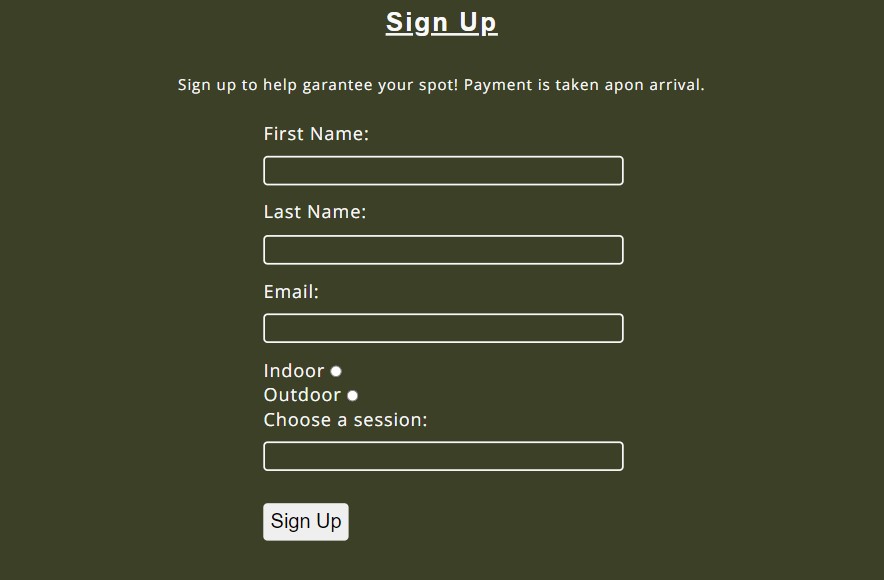 Sign Up
Sign up to help garantee your spot! Payment is taken apon arrival.
First Name:
Last Name:
Email:
Indoor
Outdoor
Choose a session:
Sign Up